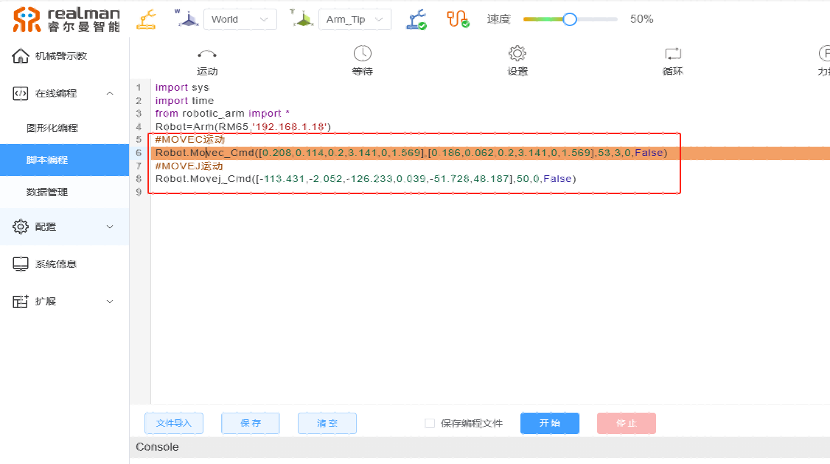 realman
睿尔曼智能
W World
T Arm_Tip
速度 50%
机械臂示教
在线编程
图形化编程
脚本编程
数据管理
配置
系统信息
扩展
运动 等待 设置 循环
1 import sys
2 import time
3 from robotic_arm import *
4 Robot=Arm(RM65,'192.168.1.18')
5 #MOVEC运动
6 Robot.Movec_Cmd([0.208,0.114,0.2,3.141,0,1.569],[0.186,0.062,0.2,3.141,0,1.569],53,3,0,False)
7 #MOVEJ运动
8 Robot.Movej_Cmd([-113.431,-2.052,-126.233,0.039,-51.728,48.187],50,0,False)
9
文件导入 保存 清空 保存编程文件 开始 停止
Console